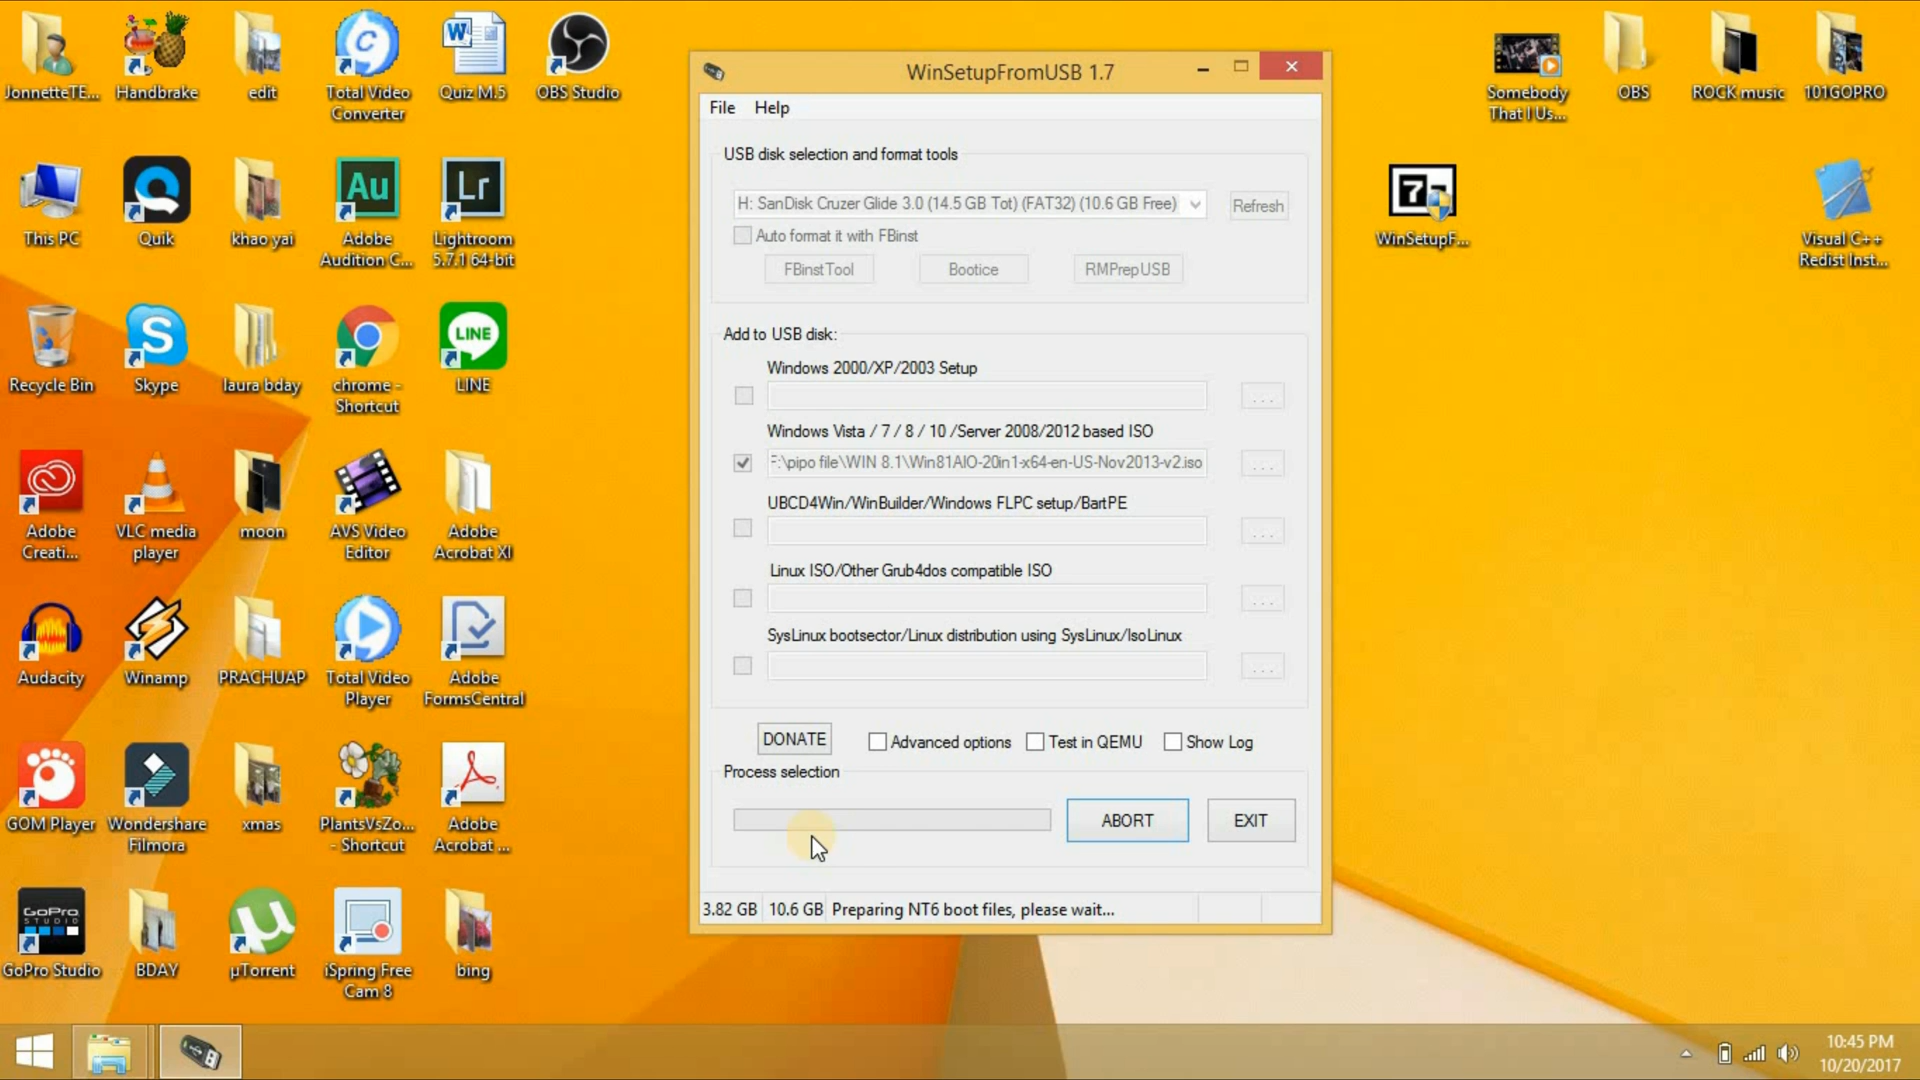 JonnetteTE...
Handbrake
edit
Total Video
Converter
Quiz M.5
OBS Studio
This PC
Quik
khao yai
Au
Adobe
Audition C...
Lr
Lightroom
5.7.1 64-bit
Recycle Bin
Skype
laura bday
chrome -
Shortcut
LINE
LINE
Adobe
Creati...
VLC media
player
moon
AVS Video
Editor
Adobe
Acrobat XI
Audacity
Winamp
PRACHUAP
Total Video
Player
Adobe
FormsCentral
GOM Player
Wondershare
Filmora
xmas
PlantsVsZo...
- Shortcut
Adobe
Acrobat ...
GoPro
STUDIO
GoPro Studio
BDAY
µTorrent
iSpring Free
Cam 8
bing
WinSetupFromUSB 1.7
File Help
USB disk selection and format tools
H: SanDisk Cruzer Glide 3.0 (14.5 GB Tot) (FAT32) (10.6 GB Free)
Refresh
Auto format it with FBinst
FBinstTool
Bootice
RMPrepUSB
Add to USB disk:
Windows 2000/XP/2003 Setup
...
Windows Vista / 7 / 8 / 10 /Server 2008/2012 based ISO
F:\pipo file\WIN 8.1\Win81AIO-20in1-x64-en-US-Nov2013-v2.iso
...
UBCD4Win/WinBuilder/Windows FLPC setup/BartPE
...
Linux ISO/Other Grub4dos compatible ISO
...
SysLinux bootsector/Linux distribution using SysLinux/IsoLinux
...
DONATE
Advanced options
Test in QEMU
Show Log
Process selection
ABORT
EXIT
3.82 GB
10.6 GB
Preparing NT6 boot files, please wait...
Somebody
That I Us...
OBS
ROCK music
101GOPRO
WinSetupF...
Visual C++
Redist Inst...
10:45 PM
10/20/2017